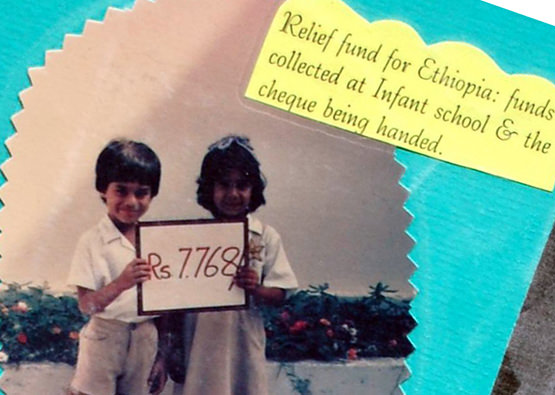 Relief fund for Ethiopia: funds
collected at Infant school & the
cheque being handed.
Rs 7.768/